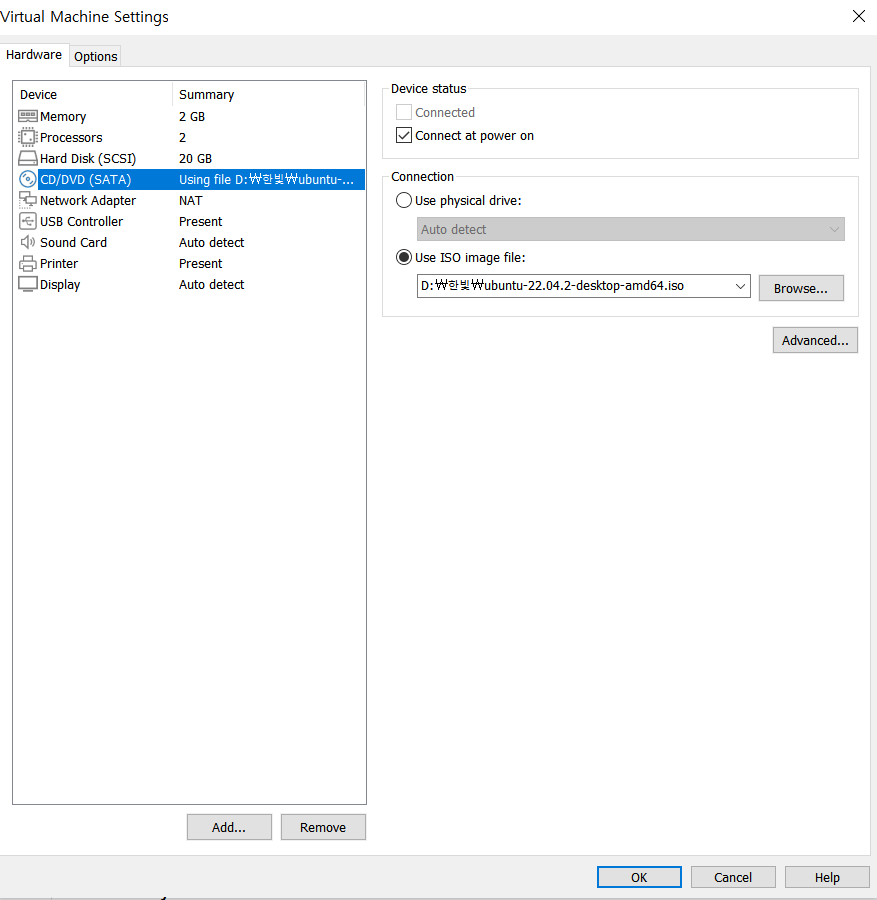 Virtual Machine Settings
Hardware Options
Device Summary
Memory 2 GB
Processors 2
Hard Disk (SCSI) 20 GB
CD/DVD (SATA) Using file D:₩한빛₩ubuntu-...
Network Adapter NAT
USB Controller Present
Sound Card Auto detect
Printer Present
Display Auto detect
Add... Remove
Device status
Connected
Connect at power on
Connection
Use physical drive:
Auto detect
Use ISO image file:
D:₩한빛₩ubuntu-22.04.2-desktop-amd64.iso Browse...
Advanced...
OK Cancel Help